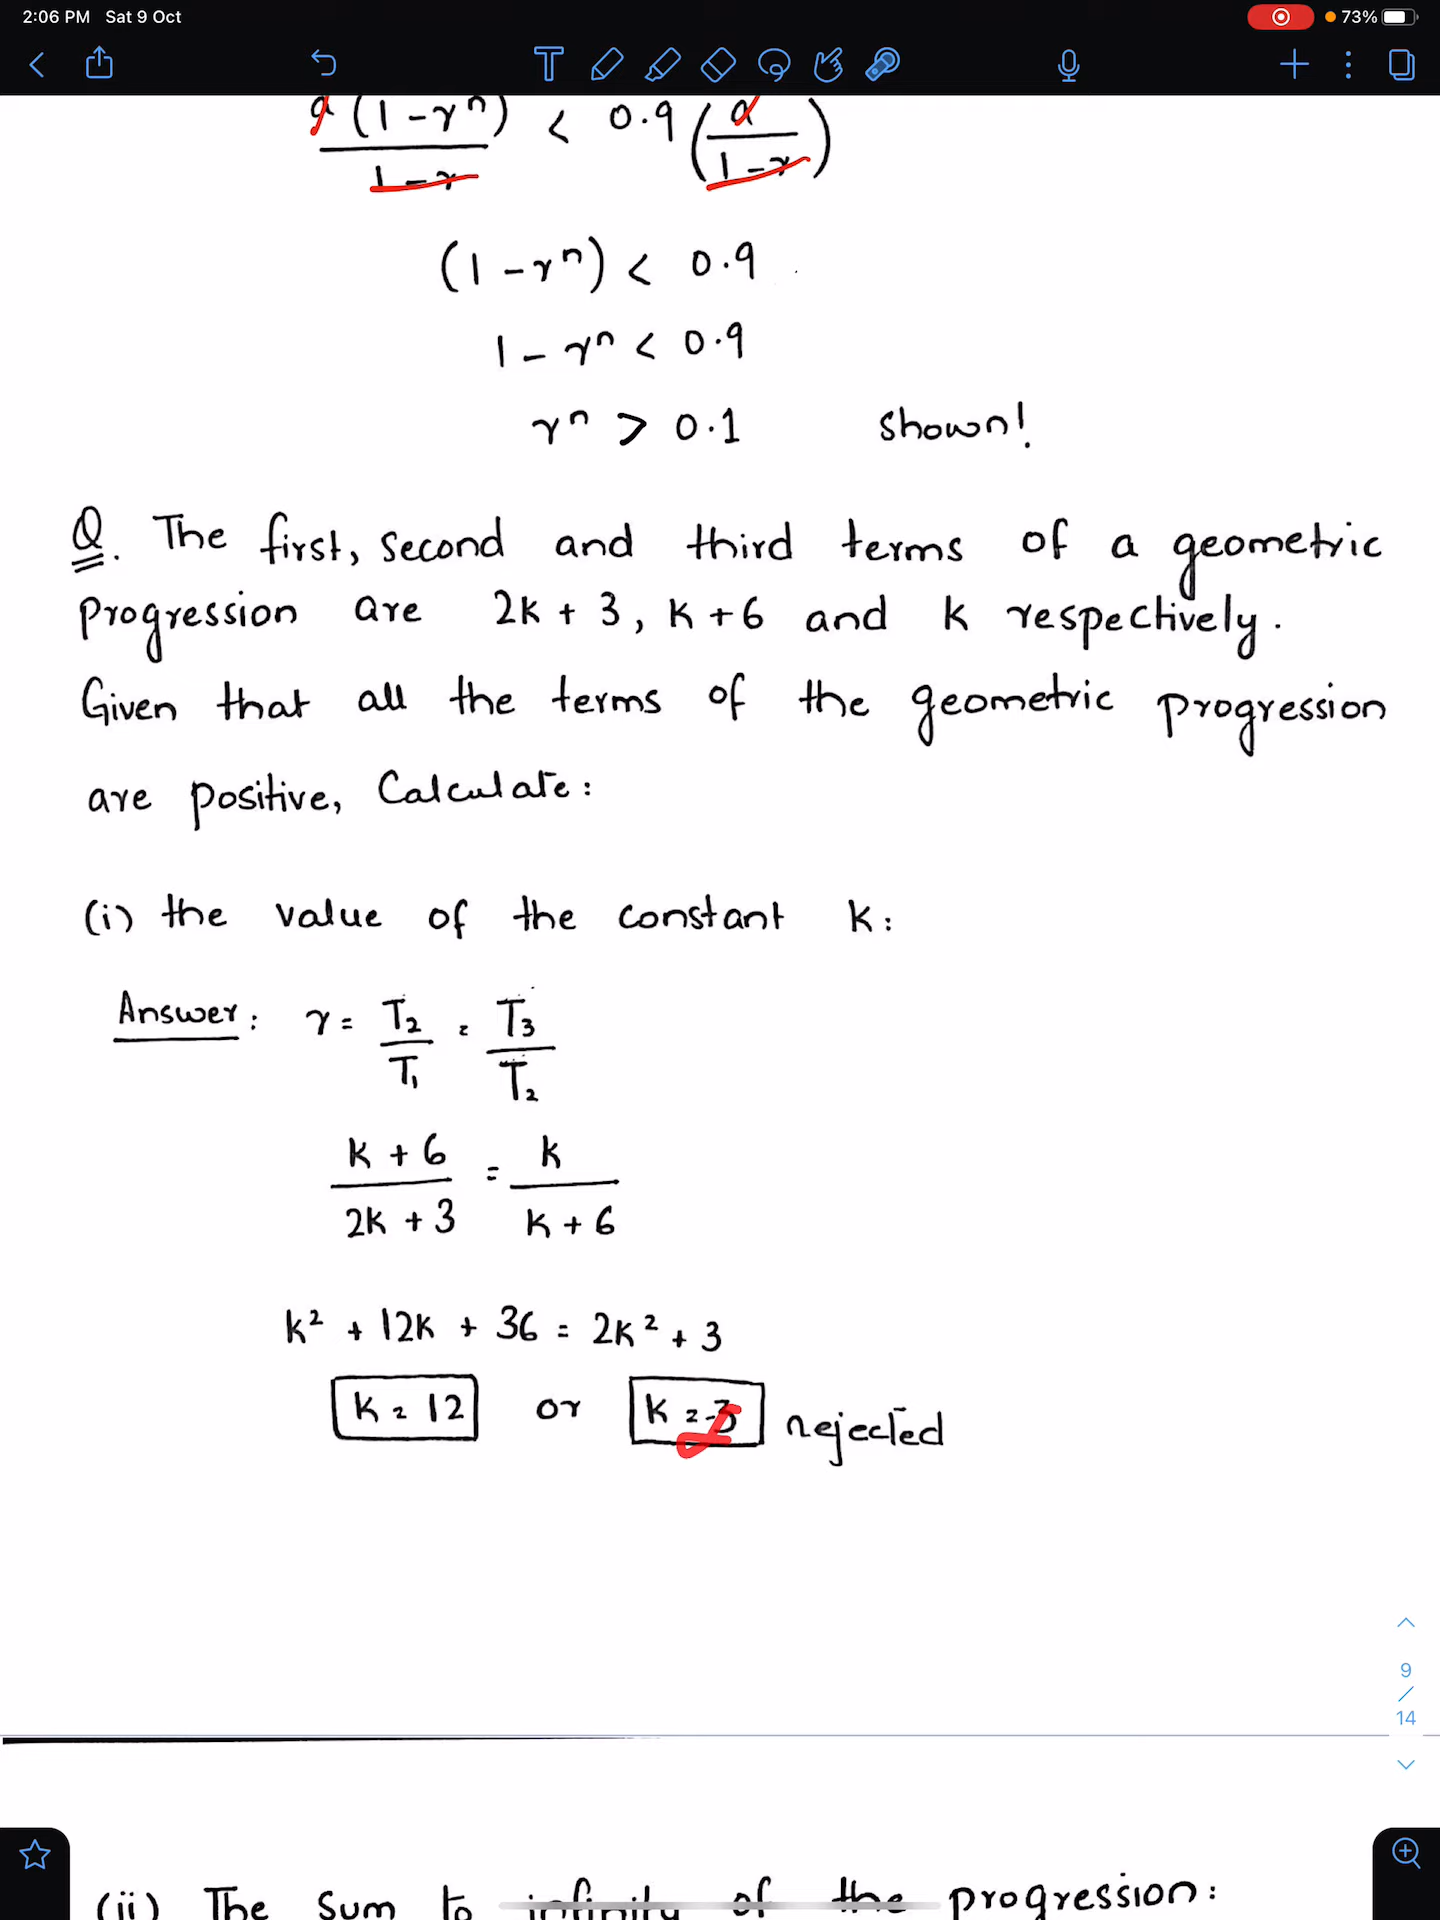 2:06 PM Sat 9 Oct 73%
a(1-r^n)/(1-r) < 0.9(a/(1-r))
(1-r^n) < 0.9
1-r^n < 0.9
r^n > 0.1 Shown!
Q. The first, second and third terms of a geometric
progression are 2k+3, k+6 and k respectively.
Given that all the terms of the geometric progression
are positive, Calculate:
(i) the value of the constant k:
Answer: r = T₂/T₁ = T₃/T₂
(k+6)/(2k+3) = k/(k+6)
k² + 12k + 36 = 2k² + 3
k = 12 or k = -3 rejected
9
/
14
(ii) The sum to infinity of the progression: